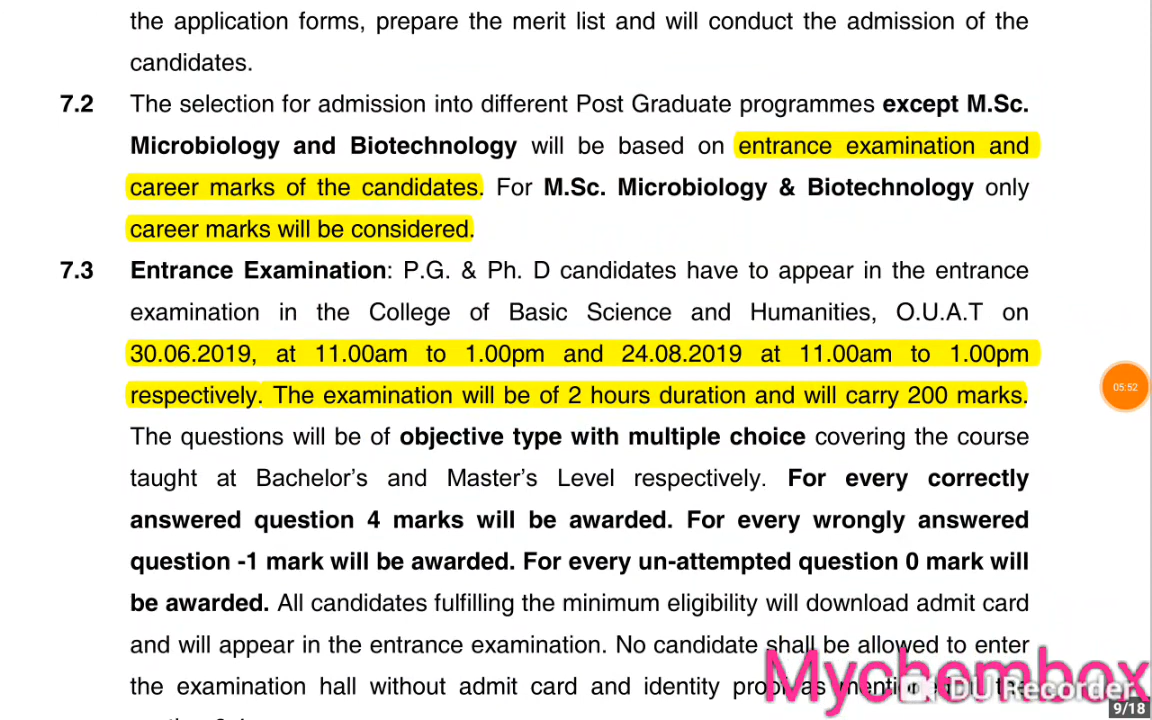 the application forms, prepare the merit list and will conduct the admission of the
candidates.
7.2 The selection for admission into different Post Graduate programmes except M.Sc.
Microbiology and Biotechnology will be based on entrance examination and
career marks of the candidates. For M.Sc. Microbiology & Biotechnology only
career marks will be considered.
7.3 Entrance Examination: P.G. & Ph. D candidates have to appear in the entrance
examination in the College of Basic Science and Humanities, O.U.A.T on
30.06.2019, at 11.00am to 1.00pm and 24.08.2019 at 11.00am to 1.00pm
respectively. The examination will be of 2 hours duration and will carry 200 marks.
05:52
The questions will be of objective type with multiple choice covering the course
taught at Bachelor’s and Master’s Level respectively. For every correctly
answered question 4 marks will be awarded. For every wrongly answered
question -1 mark will be awarded. For every un-attempted question 0 mark will
be awarded. All candidates fulfilling the minimum eligibility will download admit card
and will appear in the entrance examination. No candidate shall be allowed to enter
the examination hall without admit card and identity proof as the
Mychembox
DU Recorder
9/18